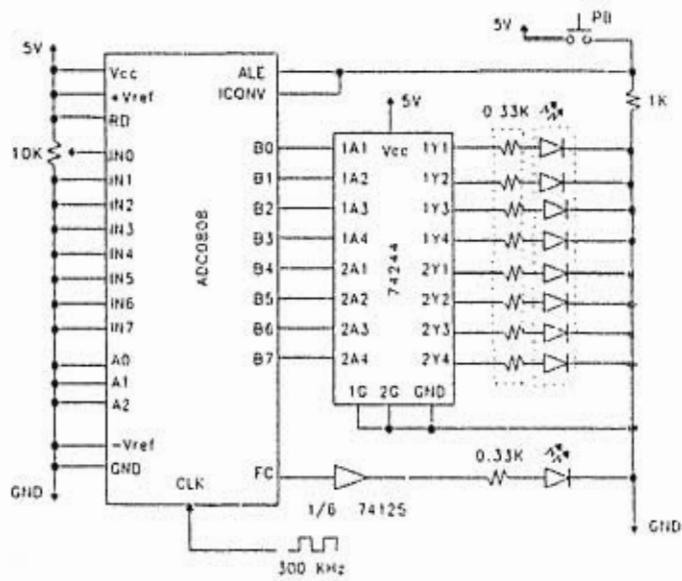 PB
5V
5V
Vcc
ALE
+Vref
ICONV
5V
RD
0.33K
1K
10K
IN0
B0
1A1
Vcc
1Y1
IN1
B1
1A2
1Y2
IN2
B2
1A3
1Y3
IN3
B3
1A4
1Y4
IN4
ADC0808
B4
2A1
74244
2Y1
IN5
B5
2A2
2Y2
IN6
B6
2A3
2Y3
IN7
B7
2A4
2Y4
A0
A1
1G 2G GND
A2
-Vref
0.33K
GND
FC
GND
CLK
1/6 74125
GND
300 KHz